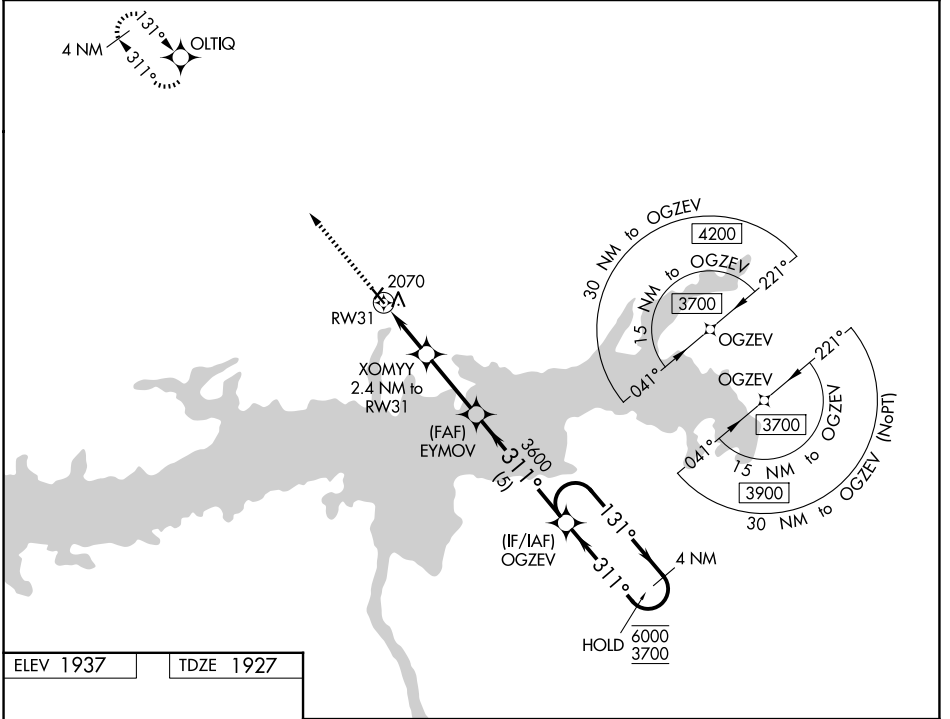 131°
4 NM
OLTIQ
311°
30 NM to OGZEV
4200
15 NM to OGZEV
221°
3700
OGZEV
041°
2070
RW31
XOMYY
2.4 NM to
RW31
(FAF)
EYMOV
3600
311°
(5)
OGZEV
221°
3700
041°
15 NM to OGZEV
3900
30 NM to OGZEV (NoPT)
(IF/IAF)
OGZEV
131°
311°
4 NM
HOLD
6000
3700
ELEV 1937
TDZE 1927